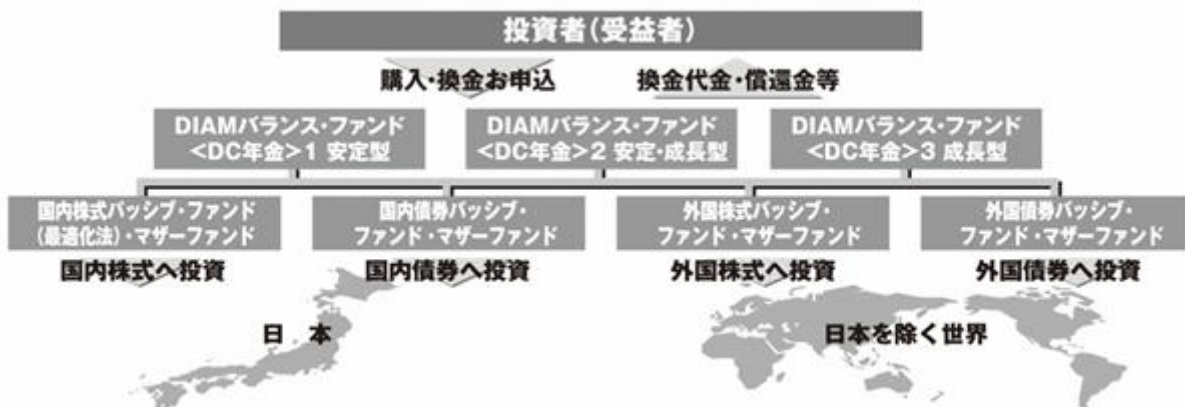 投資者(受益者)
購入・換金お申込
換金代金・償還金等
DIAMバランス・ファンド
<DC年金>1 安定型
DIAMバランス・ファンド
<DC年金>2 安定・成長型
DIAMバランス・ファンド
<DC年金>3 成長型
国内株式パッシブ・ファンド
(最適化法)・マザーファンド
国内債券パッシブ・
ファンド・マザーファンド
外国株式パッシブ・
ファンド・マザーファンド
外国債券パッシブ・
ファンド・マザーファンド
国内株式へ投資
国内債券へ投資
外国株式へ投資
外国債券へ投資
日 本
日本を除く世界